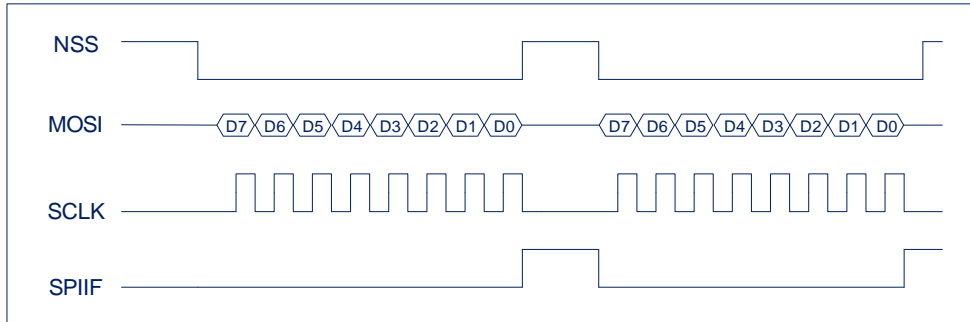 NSS
MOSI D7 D6 D5 D4 D3 D2 D1 D0 D7 D6 D5 D4 D3 D2 D1 D0
SCLK
SPIIF